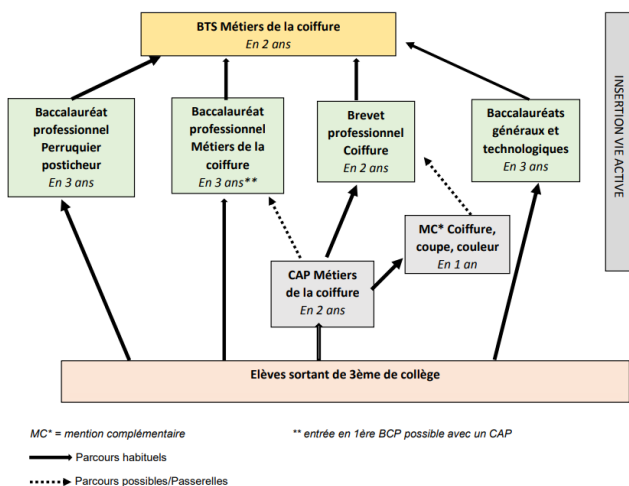 BTS Métiers de la coiffure
En 2 ans
Baccalauréat
professionnel
Perruquier
posticheur
En 3 ans
Baccalauréat
professionnel
Métiers de la
coiffure
En 3 ans**
Brevet
professionnel
Coiffure
En 2 ans
Baccalauréats
généraux et
technologiques
En 3 ans
INSERTION VIE ACTIVE
MC* Coiffure,
coupe, couleur
En 1 an
CAP Métiers
de la coiffure
En 2 ans
Elèves sortant de 3ème de collège
MC* = mention complémentaire
** entrée en 1ère BCP possible avec un CAP
Parcours habituels
Parcours possibles/Passerelles